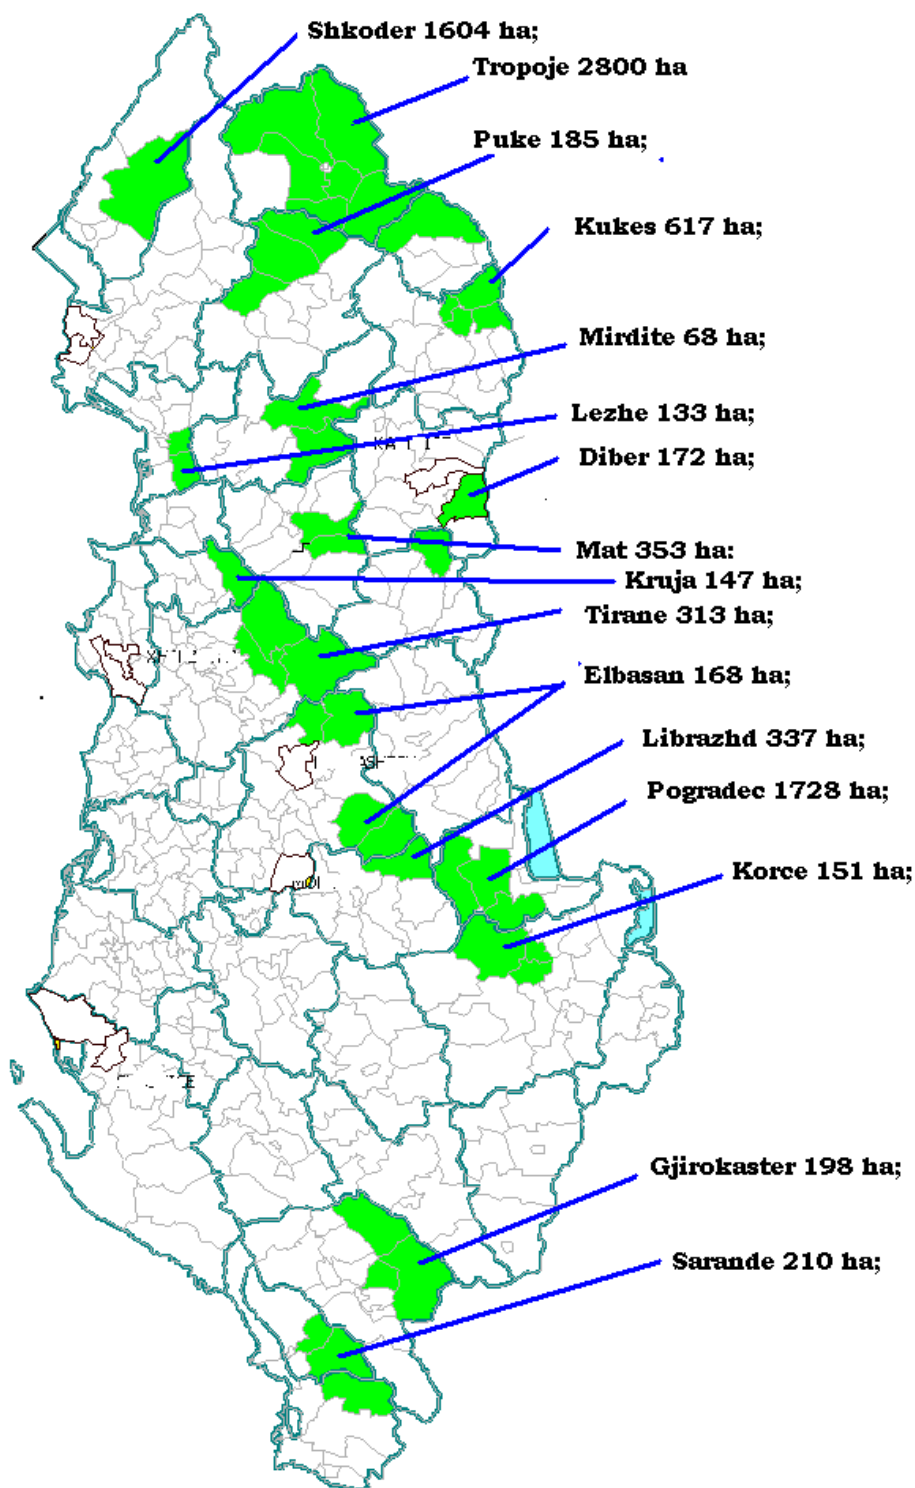 Shkoder 1604 ha;
Tropoje 2800 ha
Puke 185 ha;
Kukes 617 ha;
Mirdite 68 ha;
Lezhe 133 ha;
Diber 172 ha;
Mat 353 ha:
Kruja 147 ha;
Tirane 313 ha;
Elbasan 168 ha;
Librazhd 337 ha;
Pogradec 1728 ha;
Korce 151 ha;
Gjirokaster 198 ha;
Sarande 210 ha;